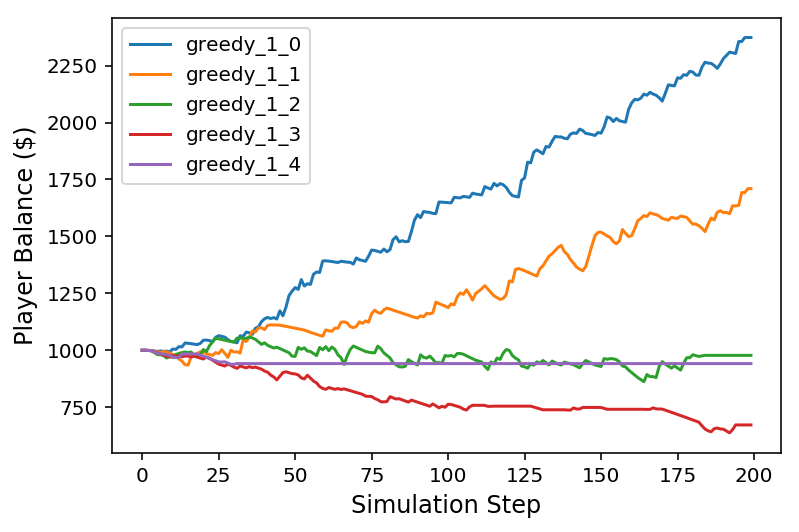 greedy_1_0
greedy_1_1
greedy_1_2
greedy_1_3
greedy_1_4
2250
2000
1750
1500
1250
1000
750
Player Balance ($)
0 25 50 75 100 125 150 175 200
Simulation Step